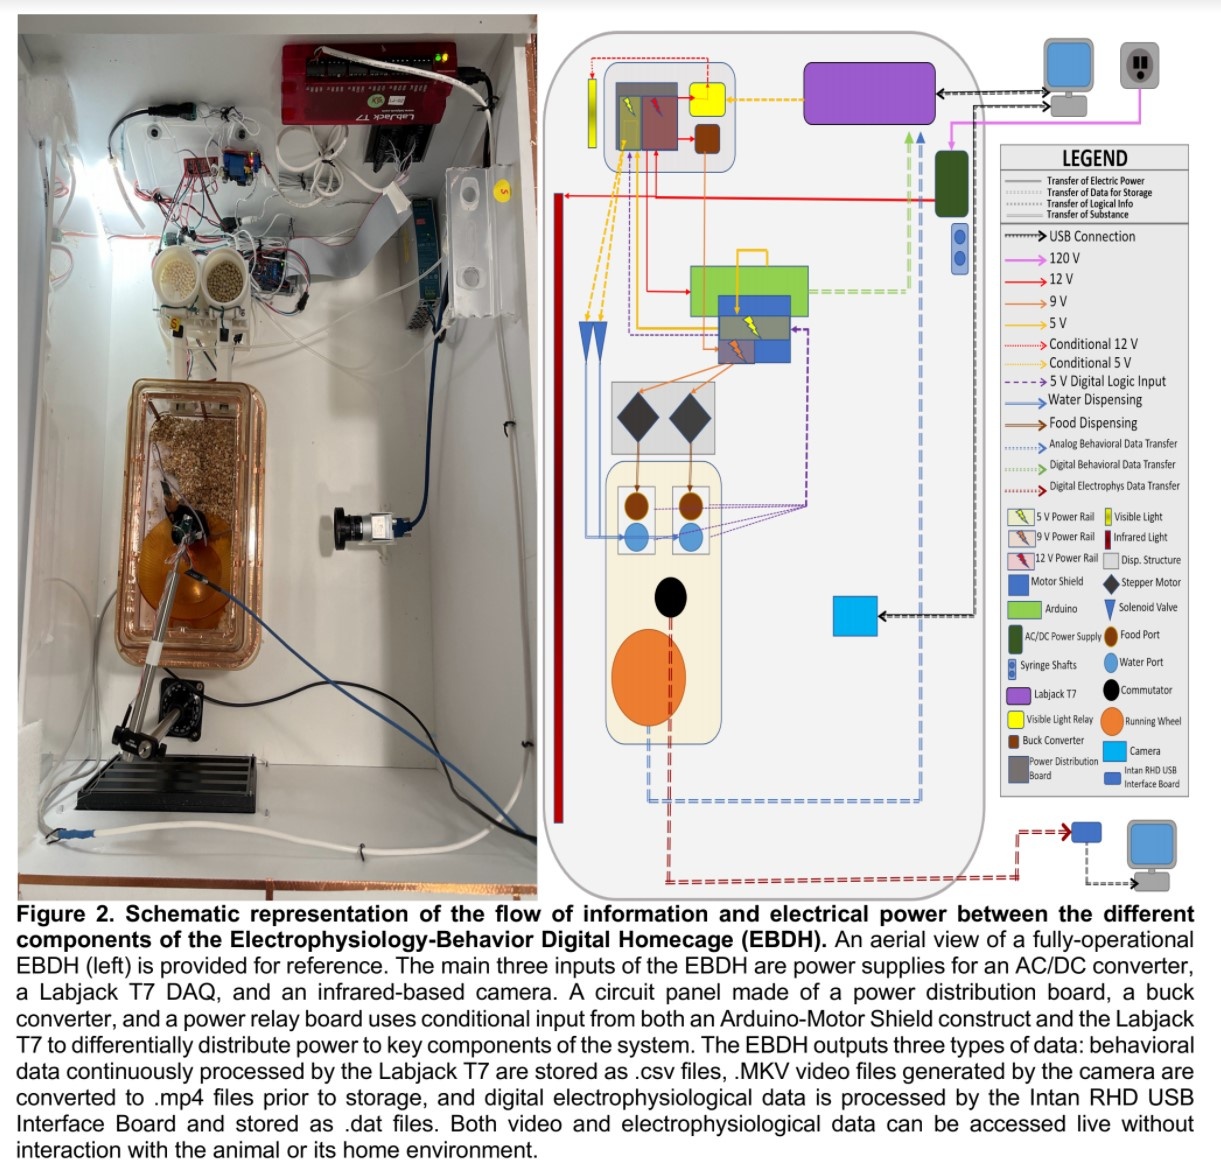 LabJack T7
5
LEGEND
Transfer of Electric Power
Transfer of Data for Storage
Transfer of Logical Info
Transfer of Substance
USB Connection
120 V
12 V
9 V
5 V
Conditional 12 V
Conditional 5 V
5 V Digital Logic Input
Water Dispensing
Food Dispensing
Analog Behavioral Data Transfer
Digital Behavioral Data Transfer
Digital Electrophys Data Transfer
5 V Power Rail
Visible Light
9 V Power Rail
Infrared Light
12 V Power Rail
Disp. Structure
Motor Shield
Stepper Motor
Arduino
Solenoid Valve
AC/DC Power Supply
Food Port
Syringe Shafts
Water Port
Labjack T7
Commutator
Visible Light Relay
Running Wheel
Buck Converter
Camera
Power Distribution
Board
Intan RHD USB
Interface Board
Figure 2. Schematic representation of the flow of information and electrical power between the different
components of the Electrophysiology-Behavior Digital Homecage (EBDH). An aerial view of a fully-operational
EBDH (left) is provided for reference. The main three inputs of the EBDH are power supplies for an AC/DC converter,
a Labjack T7 DAQ, and an infrared-based camera. A circuit panel made of a power distribution board, a buck
converter, and a power relay board uses conditional input from both an Arduino-Motor Shield construct and the Labjack
T7 to differentially distribute power to key components of the system. The EBDH outputs three types of data: behavioral
data continuously processed by the Labjack T7 are stored as .csv files, .MKV video files generated by the camera are
converted to .mp4 files prior to storage, and digital electrophysiological data is processed by the Intan RHD USB
Interface Board and stored as .dat files. Both video and electrophysiological data can be accessed live without
interaction with the animal or its home environment.